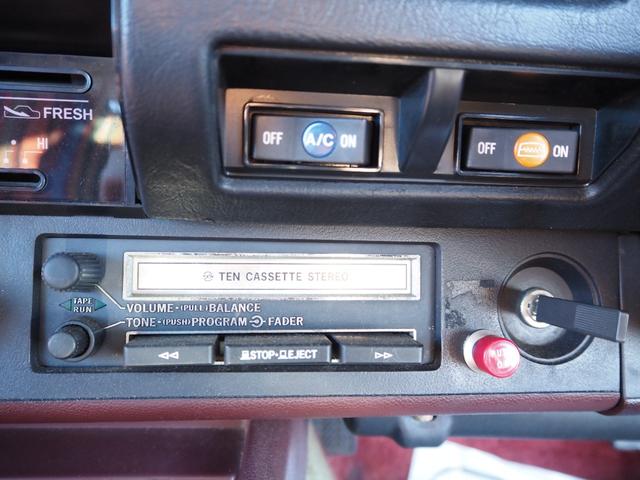 FRESH
HI
OFF A/C ON
OFF ON
TEN CASSETTE STEREO
TAPE
RUN
VOLUME-(PULL)BALANCE
TONE-(PUSH)PROGRAM FADER
STOP EJECT